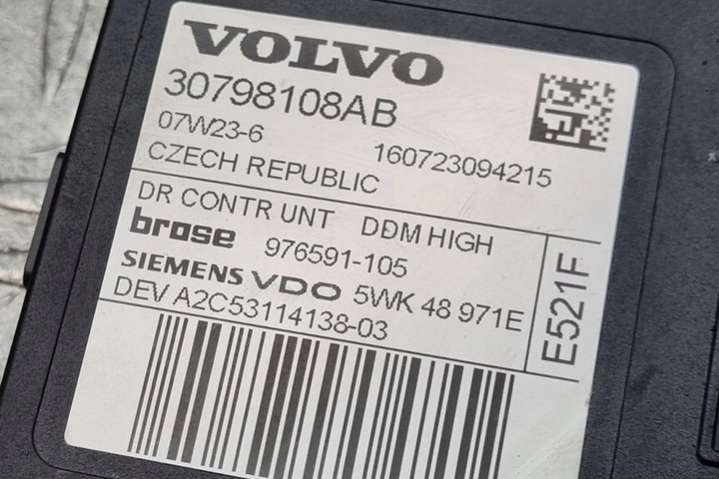 VOLVO
30798108AB
07W23-6
160723094215
CZECH REPUBLIC
DR CONTR UNT DDM HIGH
brose 976591-105
SIEMENS VDO 5WK 48 971E
DEV A2C53114138-03
E521F